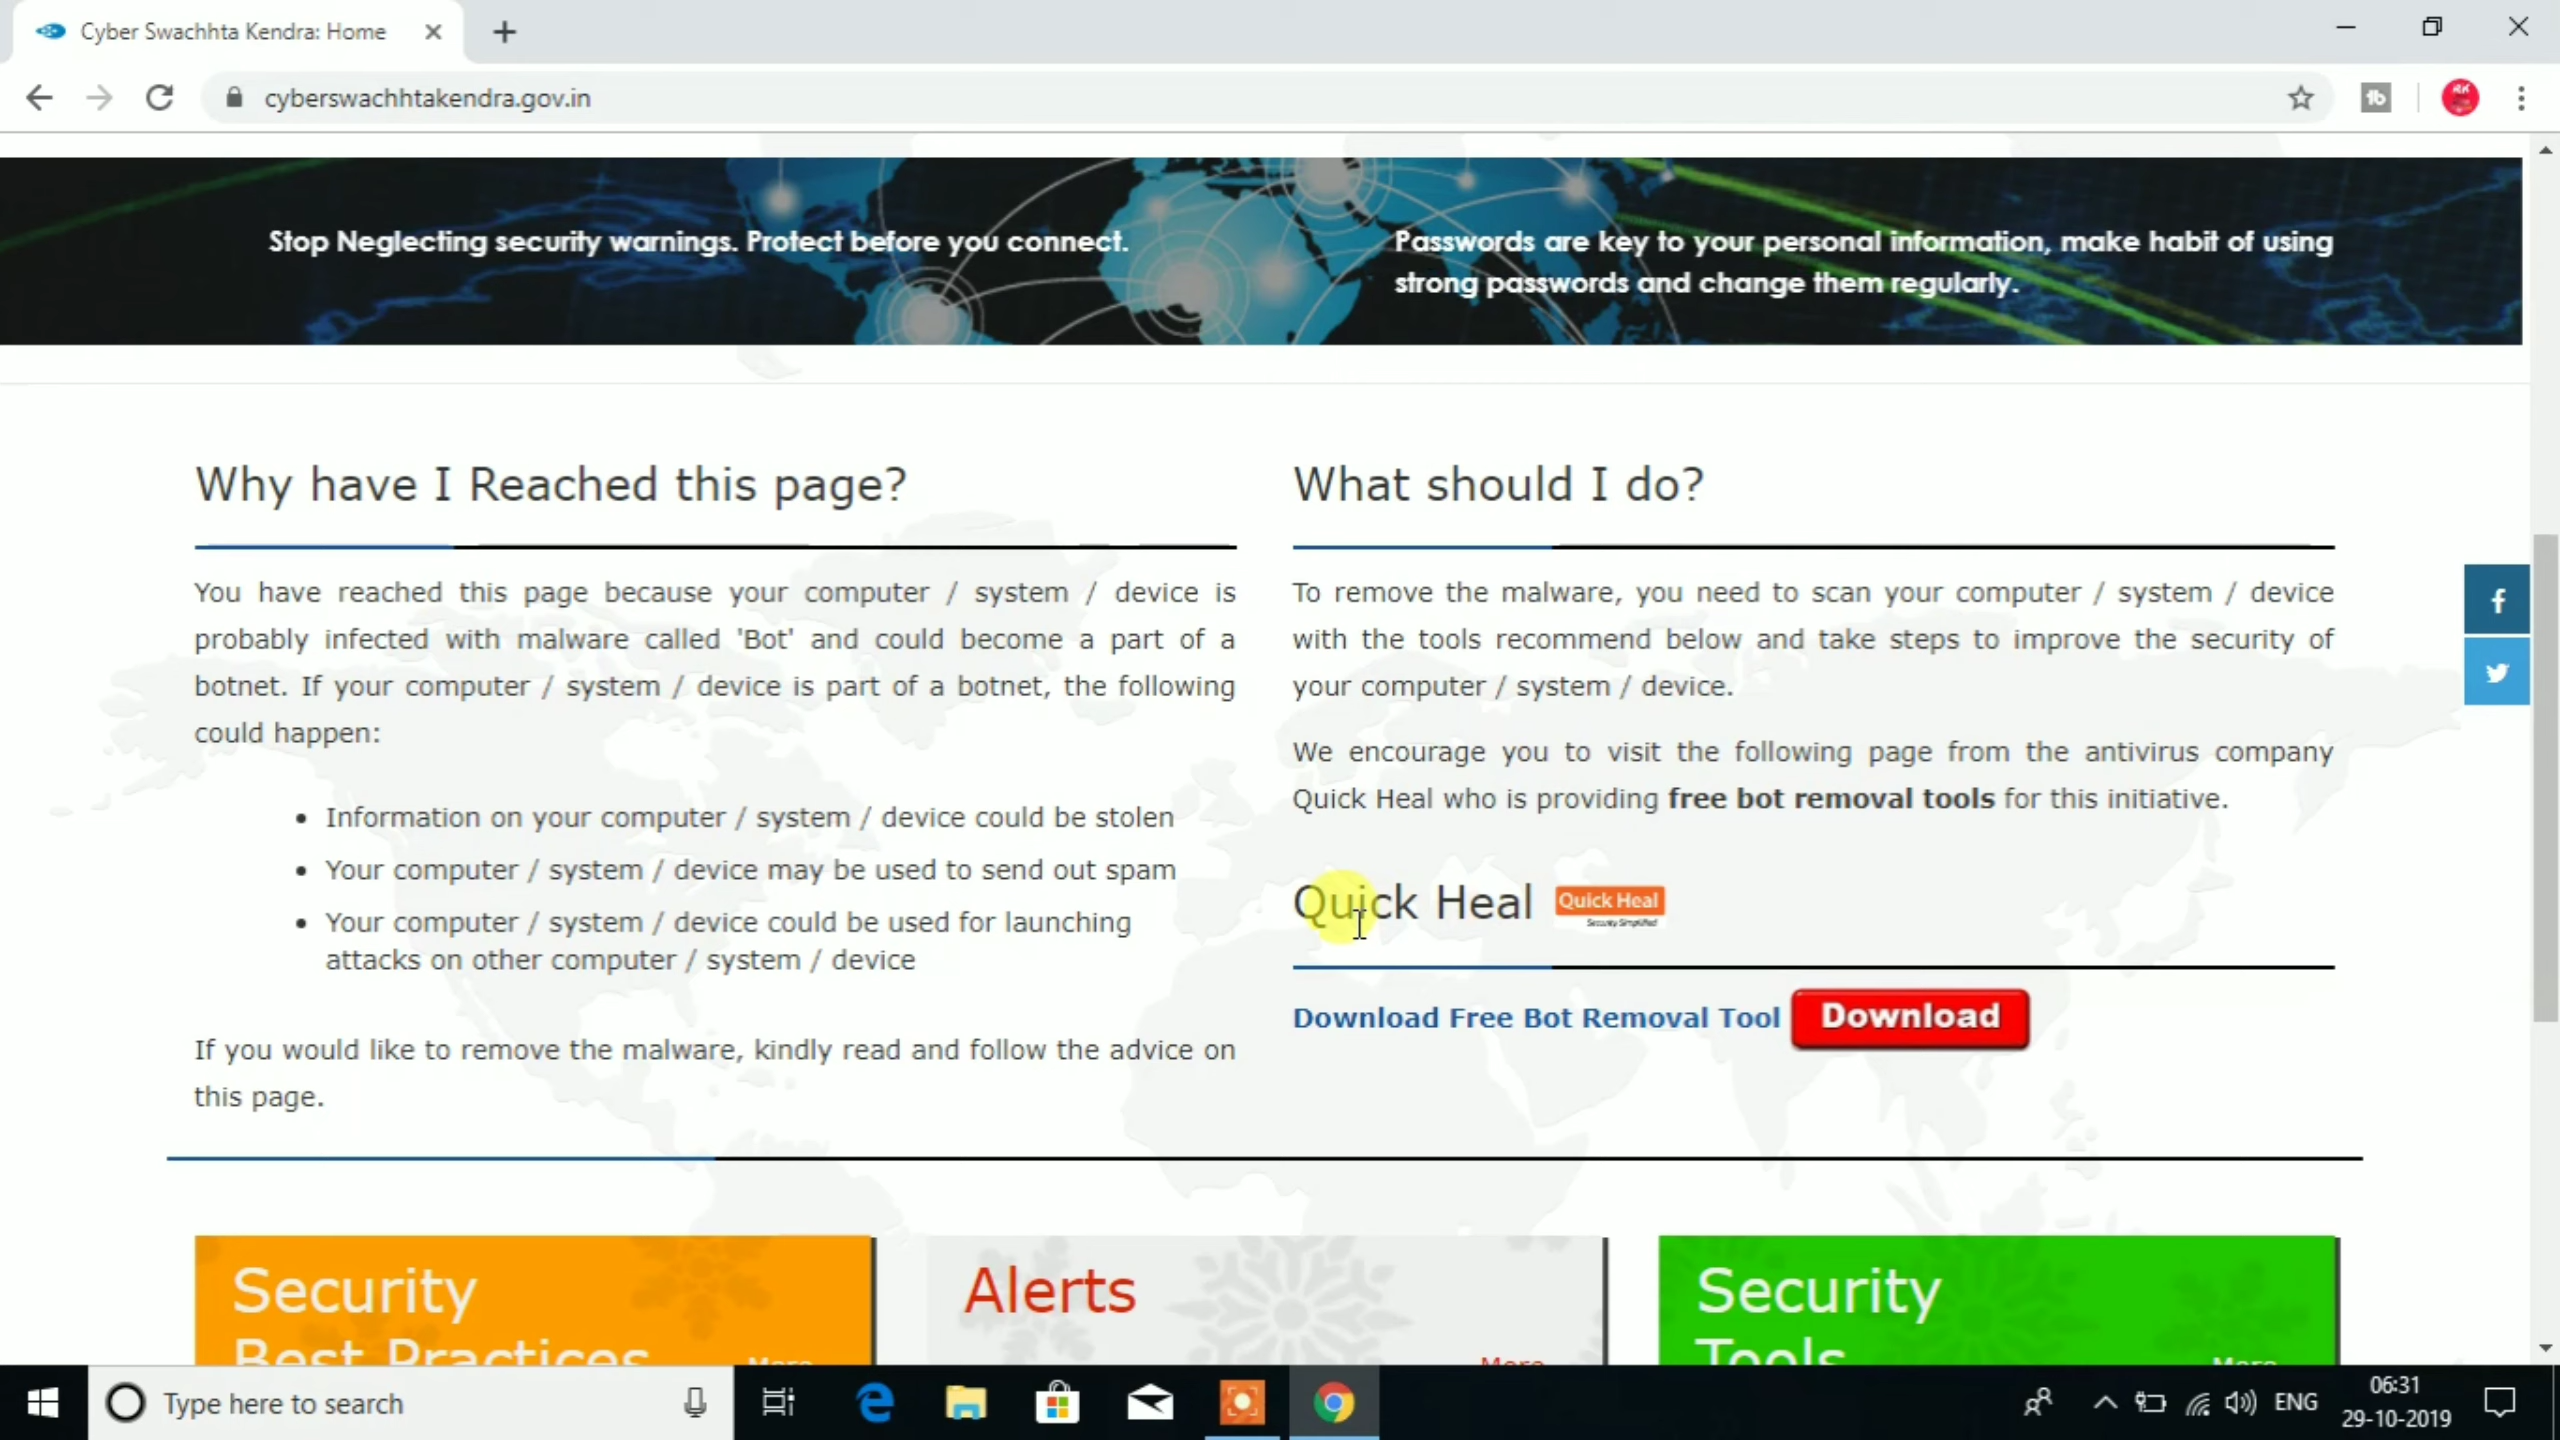 Cyber Swachhta Kendra: Home
cyberswachhtakendra.gov.in
Stop Neglecting security warnings. Protect before you connect.
Passwords are key to your personal information, make habit of using
strong passwords and change them regularly.
Why have I Reached this page?
You have reached this page because your computer / system / device is
probably infected with malware called 'Bot' and could become a part of a
botnet. If your computer / system / device is part of a botnet, the following
could happen:
• Information on your computer / system / device could be stolen
• Your computer / system / device may be used to send out spam
• Your computer / system / device could be used for launching
attacks on other computer / system / device
If you would like to remove the malware, kindly read and follow the advice on
this page.
What should I do?
To remove the malware, you need to scan your computer / system / device
with the tools recommend below and take steps to improve the security of
your computer / system / device.
We encourage you to visit the following page from the antivirus company
Quick Heal who is providing free bot removal tools for this initiative.
Quick Heal Quick Heal
Security Simplified
Download Free Bot Removal Tool Download
Security
Best Practices
More
Alerts
More
Security
Tools
More
Type here to search
ENG
06:31
29-10-2019